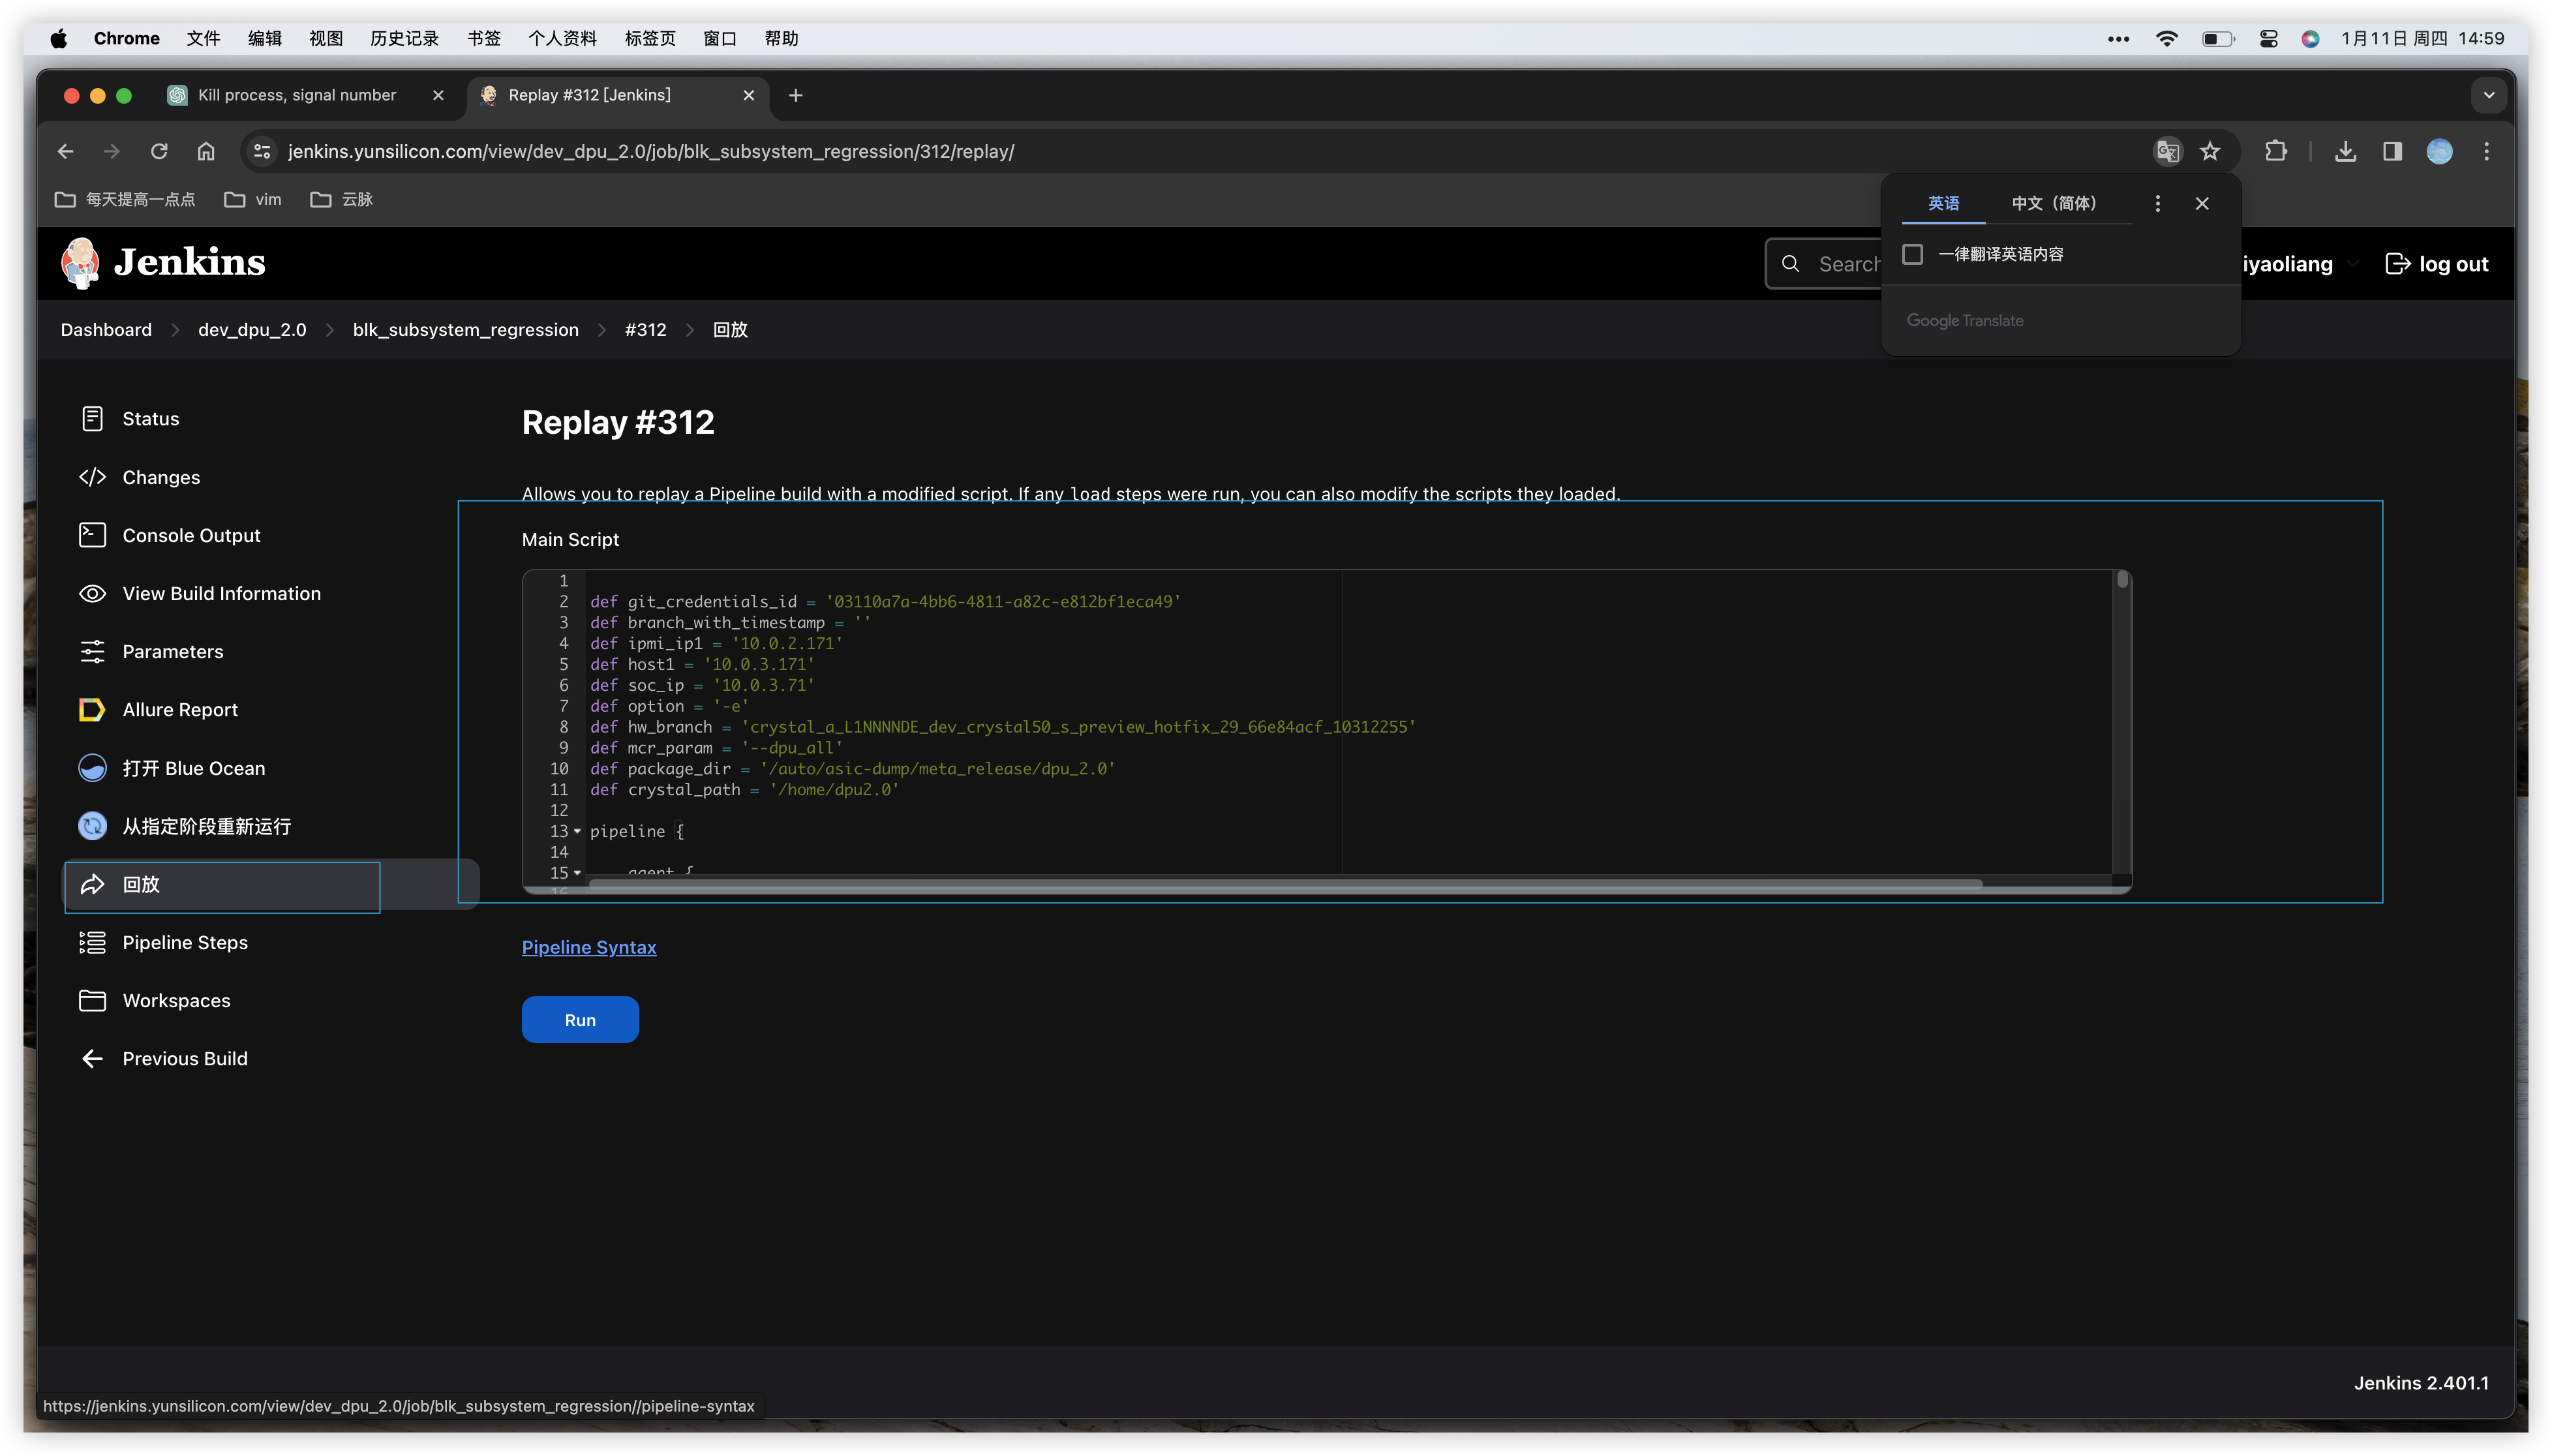 Chrome 文件 编辑 视图 历史记录 书签 个人资料 标签页 窗口 帮助 1月11日 周四 14:59
Kill process, signal number Replay #312 [Jenkins]
jenkins.yunsilicon.com/view/dev_dpu_2.0/job/blk_subsystem_regression/312/replay/
每天提高一点点 vim 云脉
英语 中文（简体）
一律翻译英语内容
Google Translate
Jenkins Search iyaoliang log out
Dashboard dev_dpu_2.0 blk_subsystem_regression #312 回放
Status
Changes
Console Output
View Build Information
Parameters
Allure Report
打开 Blue Ocean
从指定阶段重新运行
回放
Pipeline Steps
Workspaces
Previous Build
Replay #312
Allows you to replay a Pipeline build with a modified script. If any load steps were run, you can also modify the scripts they loaded.
Main Script
1
2 def git_credentials_id = '03110a7a-4bb6-4811-a82c-e812bf1eca49'
3 def branch_with_timestamp = ''
4 def ipmi_ip1 = '10.0.2.171'
5 def host1 = '10.0.3.171'
6 def soc_ip = '10.0.3.71'
7 def option = '-e'
8 def hw_branch = 'crystal_a_L1NNNNDE_dev_crystal50_s_preview_hotfix_29_66e84acf_10312255'
9 def mcr_param = '--dpu_all'
10 def package_dir = '/auto/asic-dump/meta_release/dpu_2.0'
11 def crystal_path = '/home/dpu2.0'
12
13 pipeline {
14
15 agent {
16
Pipeline Syntax
Run
Jenkins 2.401.1
https://jenkins.yunsilicon.com/view/dev_dpu_2.0/job/blk_subsystem_regression//pipeline-syntax